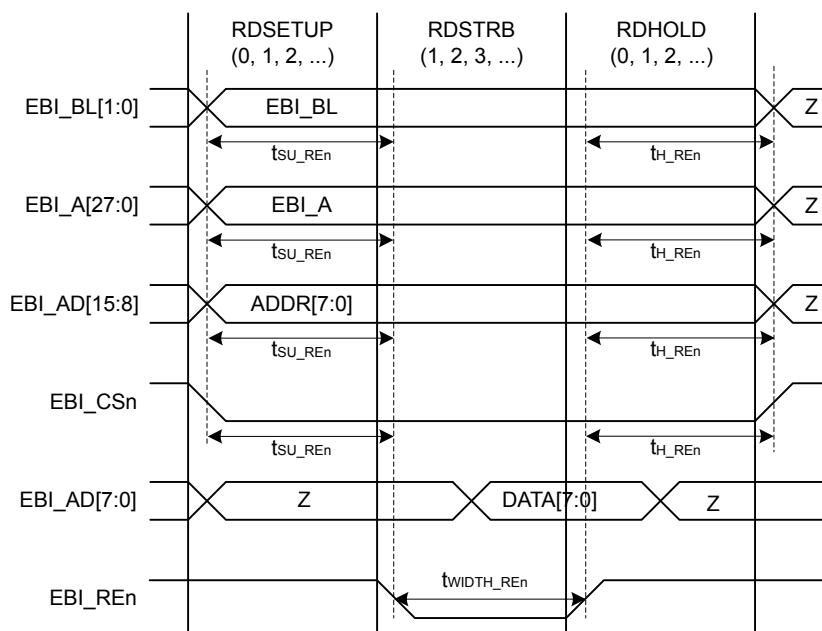 RDSETUP
(0, 1, 2, ...)
RDSTRB
(1, 2, 3, ...)
RDHOLD
(0, 1, 2, ...)
EBI_BL[1:0]
EBI_BL
Z
tSU_REn
tH_REn
EBI_A[27:0]
EBI_A
Z
tSU_REn
tH_REn
EBI_AD[15:8]
ADDR[7:0]
Z
tSU_REn
tH_REn
EBI_CSn
tSU_REn
tH_REn
EBI_AD[7:0]
Z
DATA[7:0]
Z
EBI_REn
tWIDTH_REn